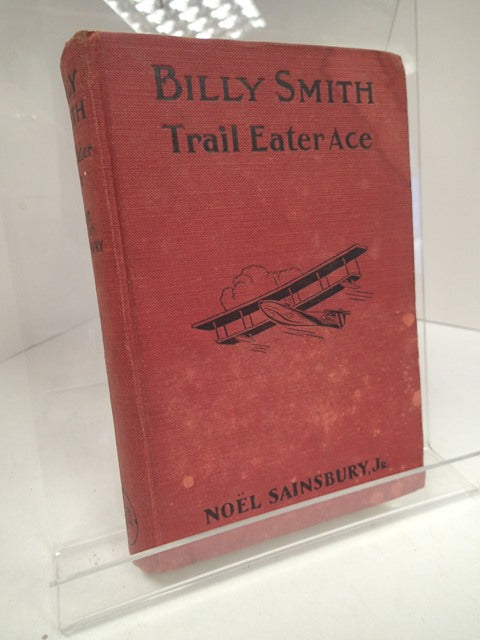 BILLY SMITH
Trail Eater Ace
NOËL SAINSBURY, JR.